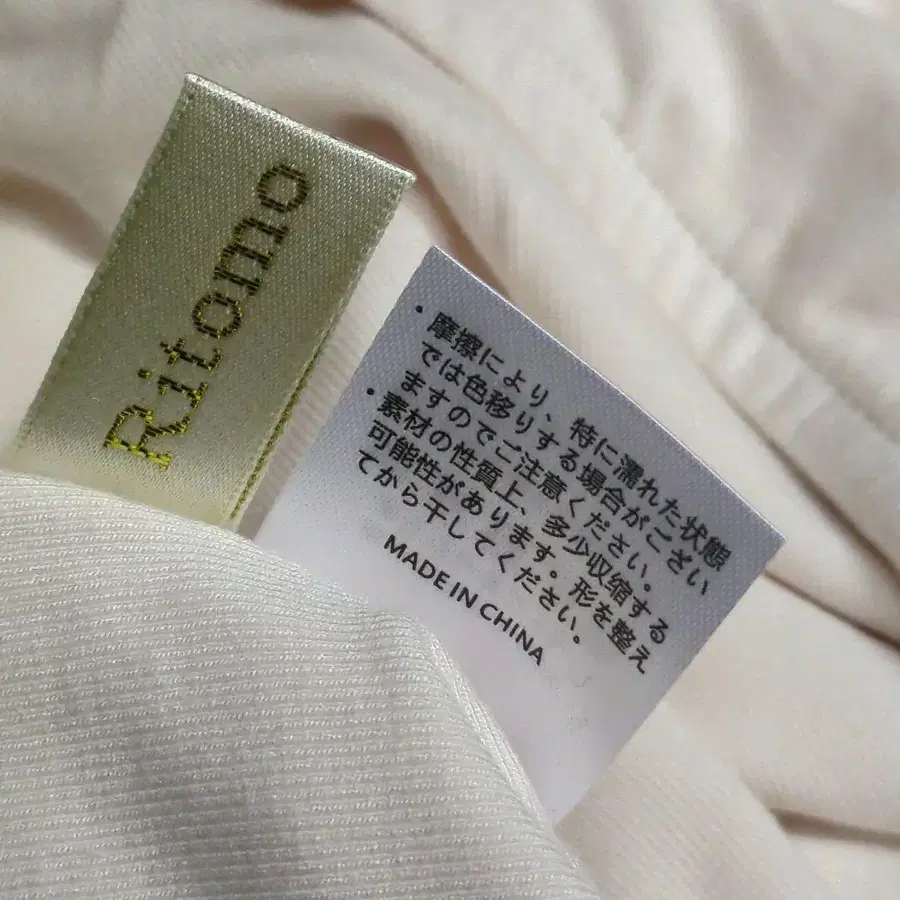 Ritomo
・摩擦により、特に濡れた状態
では色移りする場合がござい
ますのでご注意ください。
・素材の性質上、多少収縮する
可能性があります。形を整え
てから干してください。
MADE IN CHINA